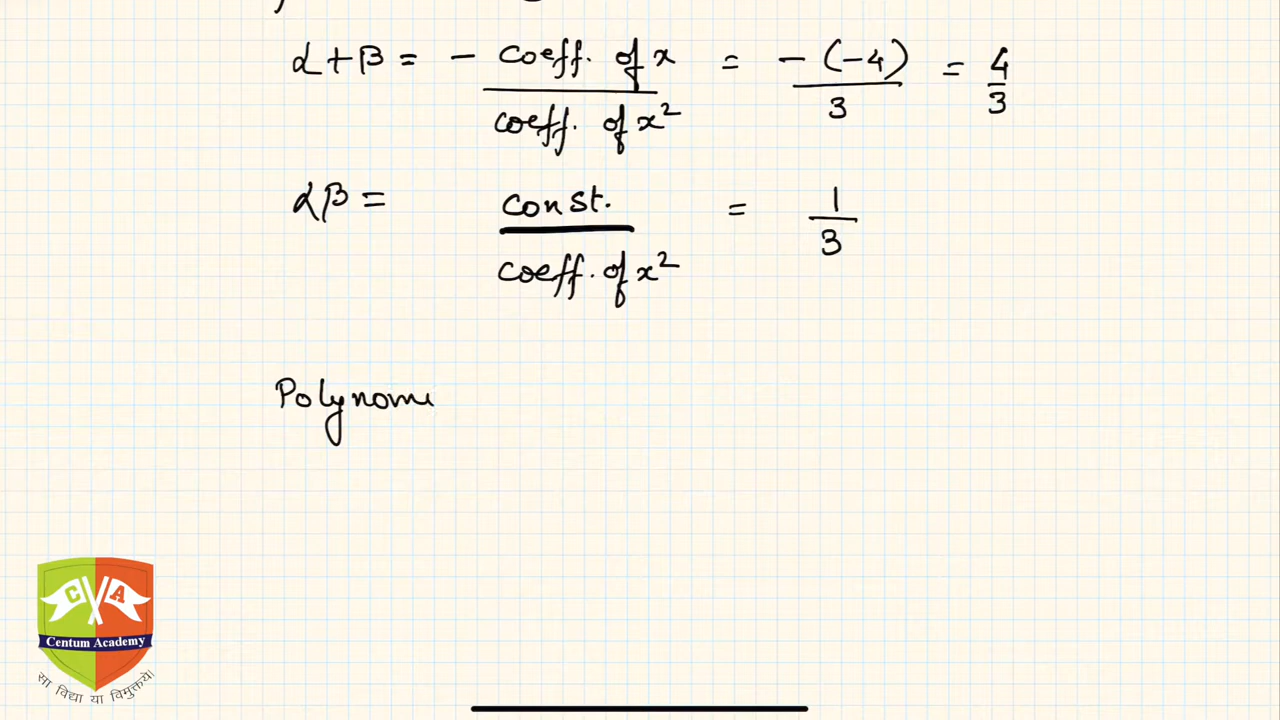 α+β = - coeff. of x / coeff. of x² = -(-4) / 3 = 4/3
αβ = const. / coeff. of x² = 1/3
Polynomi
C A
Centum Academy
सा विद्या या विमुक्तये।